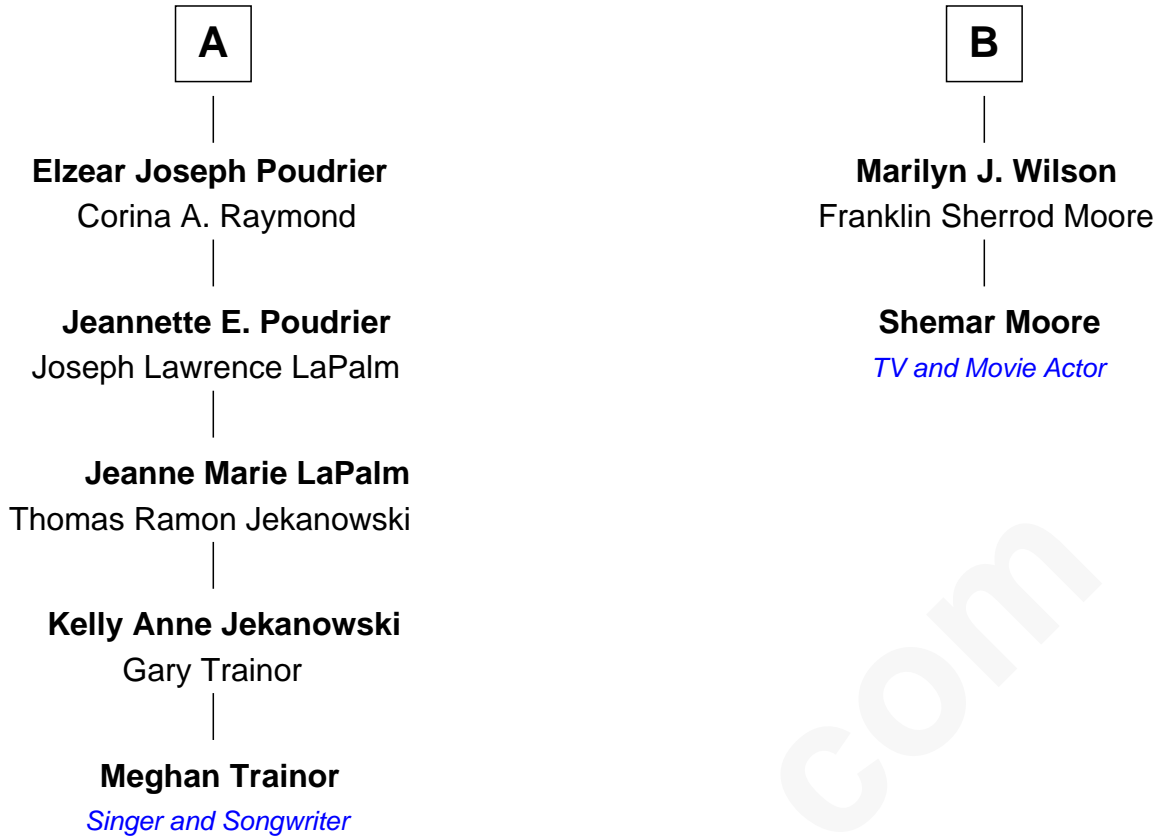 A
Elzear Joseph Poudrier
Corina A. Raymond
Jeannette E. Poudrier
Joseph Lawrence LaPalm
Jeanne Marie LaPalm
Thomas Ramon Jekanowski
Kelly Anne Jekanowski
Gary Trainor
Meghan Trainor
Singer and Songwriter
B
Marilyn J. Wilson
Franklin Sherrod Moore
Shemar Moore
TV and Movie Actor
com